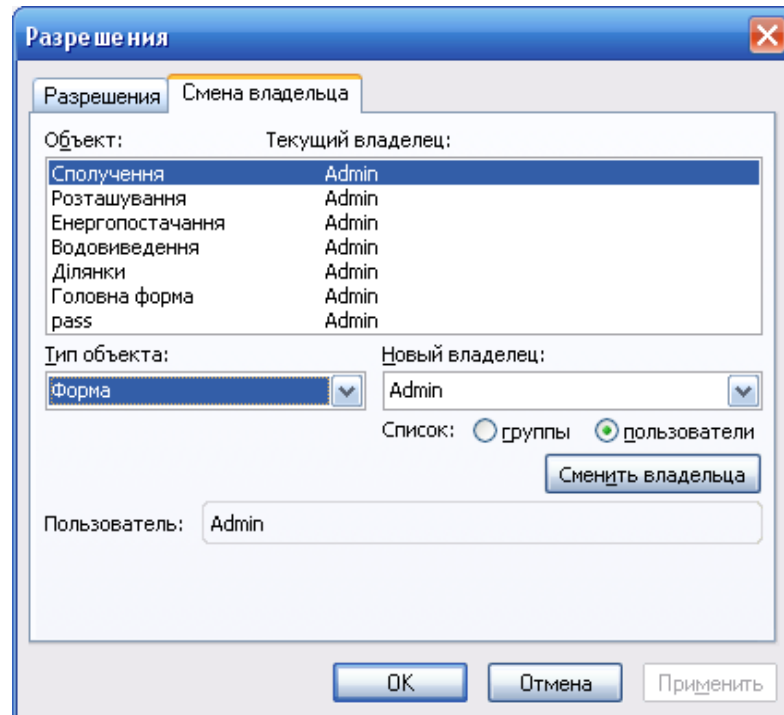 Разрешения
Разрешения Смена владельца
Объект: Текущий владелец:
Сполучення Admin
Розташування Admin
Енергопостачання Admin
Водовиведення Admin
Ділянки Admin
Головна форма Admin
pass Admin
Тип объекта: Новый владелец:
Форма Admin
Список: группы пользователи
Сменить владельца
Пользователь: Admin
OK Отмена Применить